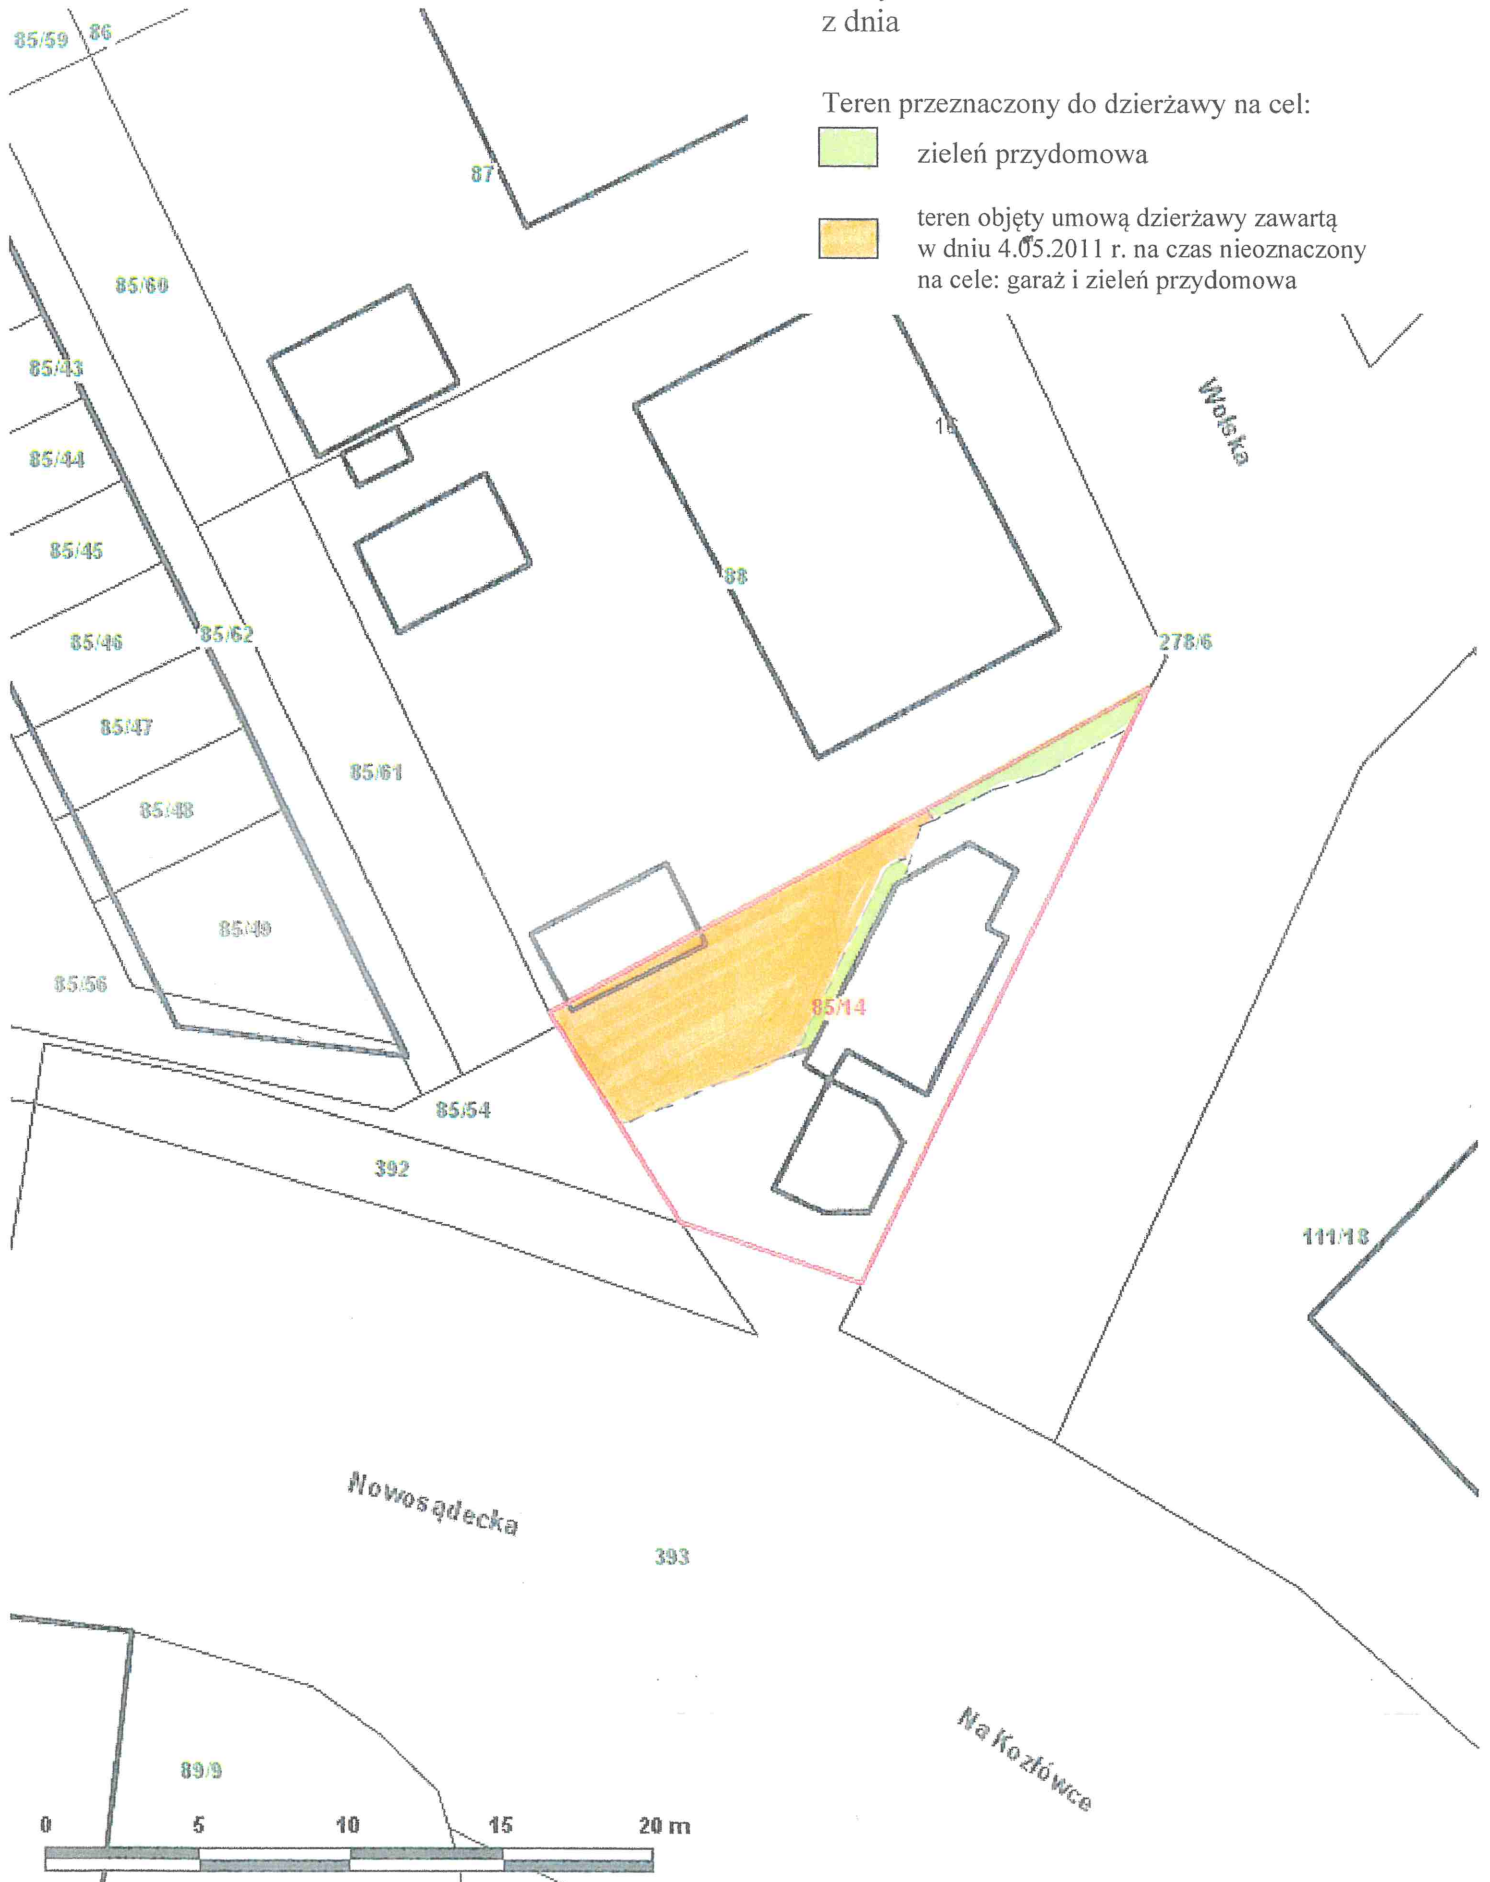 z dnia
Teren przeznaczony do dzierżawy na cel:
zieleń przydomowa
teren objęty umową dzierżawy zawartą
w dniu 4.05.2011 r. na czas nieoznaczony
na cele: garaż i zieleń przydomowa
85/59
86
87
85/60
85/43
85/44
85/45
85/46
85/62
85/47
85/48
85/49
85/56
85/61
88
16
Wolska
278/6
85/14
85/54
392
111/18
Nowosądecka
393
Na Kozłówce
89/9
0 5 10 15 20 m